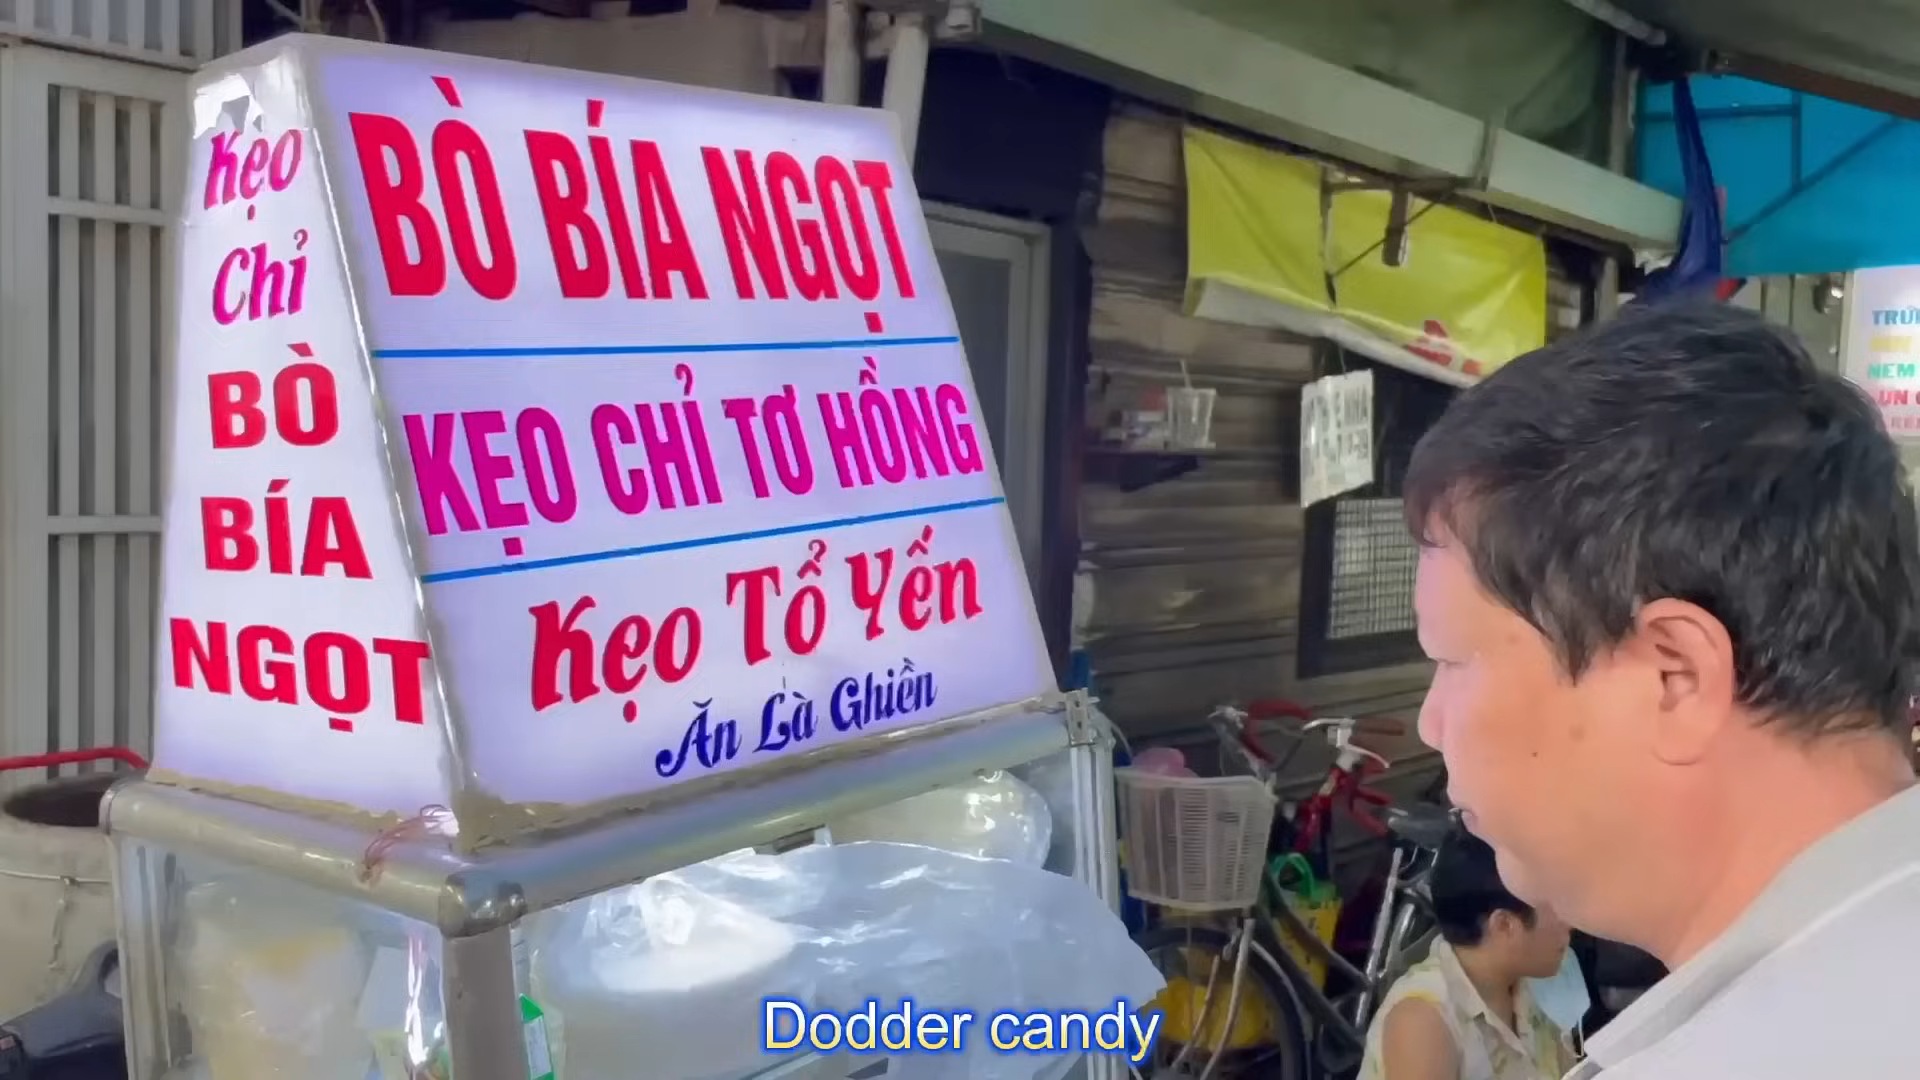 Kẹo
Chỉ
BÒ
BÍA
NGỌT
BÒ BÍA NGỌT
KẸO CHỈ TƠ HỒNG
Kẹo Tổ Yến
Ăn Là Ghiền
NEM
Dodder candy